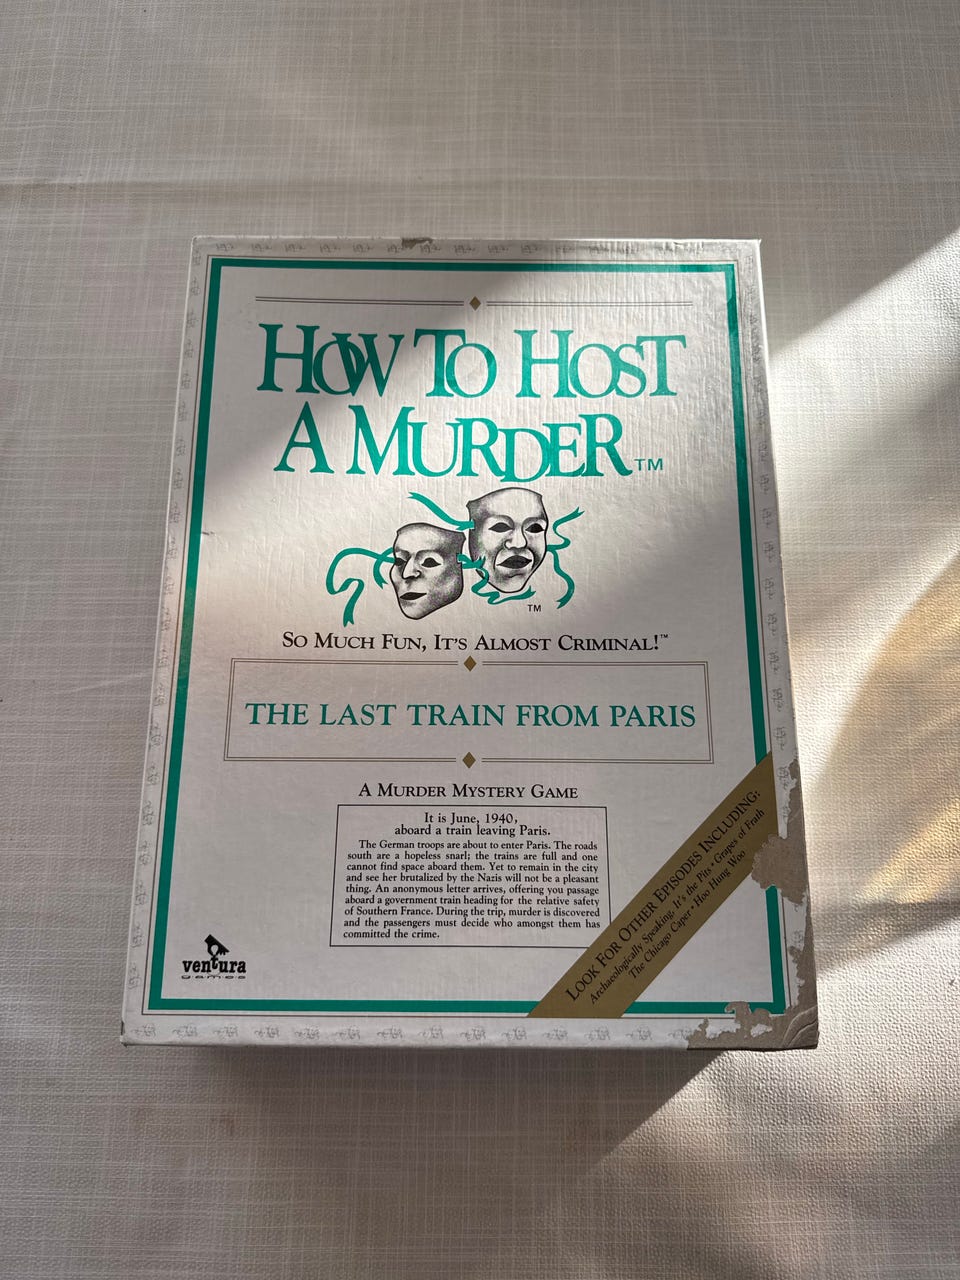 HOW TO HOST
A MURDER™
™
SO MUCH FUN, IT'S ALMOST CRIMINAL!™
THE LAST TRAIN FROM PARIS
A MURDER MYSTERY GAME
It is June, 1940,
aboard a train leaving Paris.
The German troops are about to enter Paris. The roads
south are a hopeless snarl; the trains are full and one
cannot find space aboard them. Yet to remain in the city
and see her brutalized by the Nazis will not be a pleasant
thing. An anonymous letter arrives, offering you passage
aboard a government train heading for the relative safety
of Southern France. During the trip, murder is discovered
and the passengers must decide who amongst them has
committed the crime.
LOOK FOR OTHER EPISODES INCLUDING:
Archaeologically Speaking, It's the Pits • Grapes of Frath
The Chicago Caper • Hoo Hung Woo
ventura
games